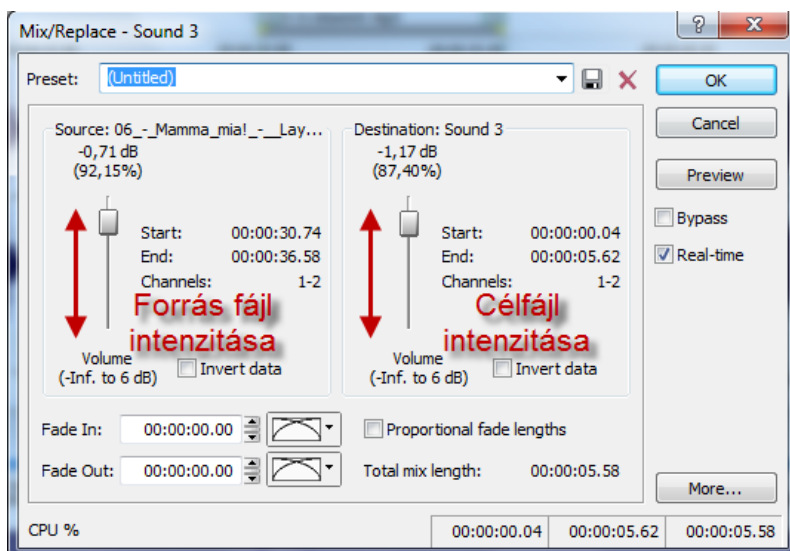 Mix/Replace - Sound 3
Preset: (Untitled)
OK
Cancel
Preview
Bypass
Real-time
More...
Source: 06_-_Mamma_mia!_-__Lay...
-0,71 dB
(92,15%)
Start: 00:00:30.74
End: 00:00:36.58
Channels: 1-2
Forrás fájl
intenzitása
Volume
(-Inf. to 6 dB)
Invert data
Destination: Sound 3
-1,17 dB
(87,40%)
Start: 00:00:00.04
End: 00:00:05.62
Channels: 1-2
Célfájl
intenzitása
Volume
(-Inf. to 6 dB)
Invert data
Fade In: 00:00:00.00
Proportional fade lengths
Fade Out: 00:00:00.00
Total mix length: 00:00:05.58
CPU %
00:00:00.04 00:00:05.62 00:00:05.58